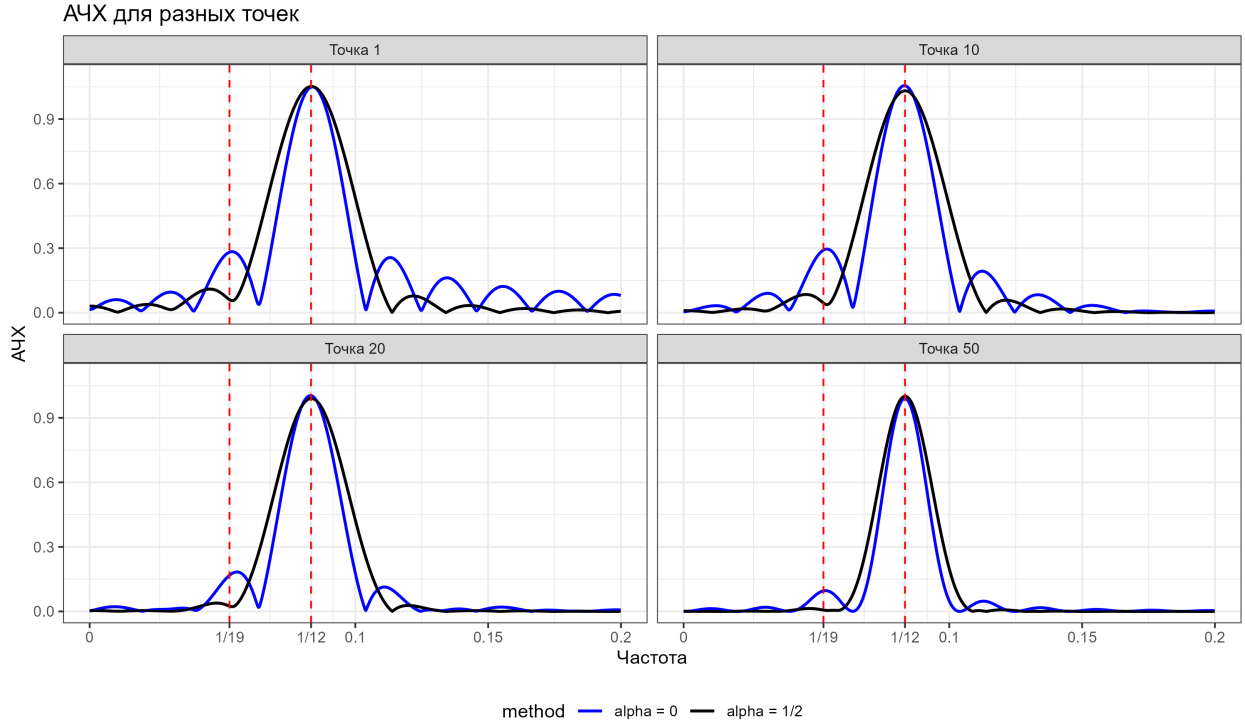 АЧХ для разных точек
Точка 1
Точка 10
0.9
0.6
0.3
0.0
Точка 20
Точка 50
0.9
0.6
0.3
0.0
АЧХ
0 1/19 1/12 0.1 0.15 0.2
0 1/19 1/12 0.1 0.15 0.2
Частота
method alpha = 0 alpha = 1/2